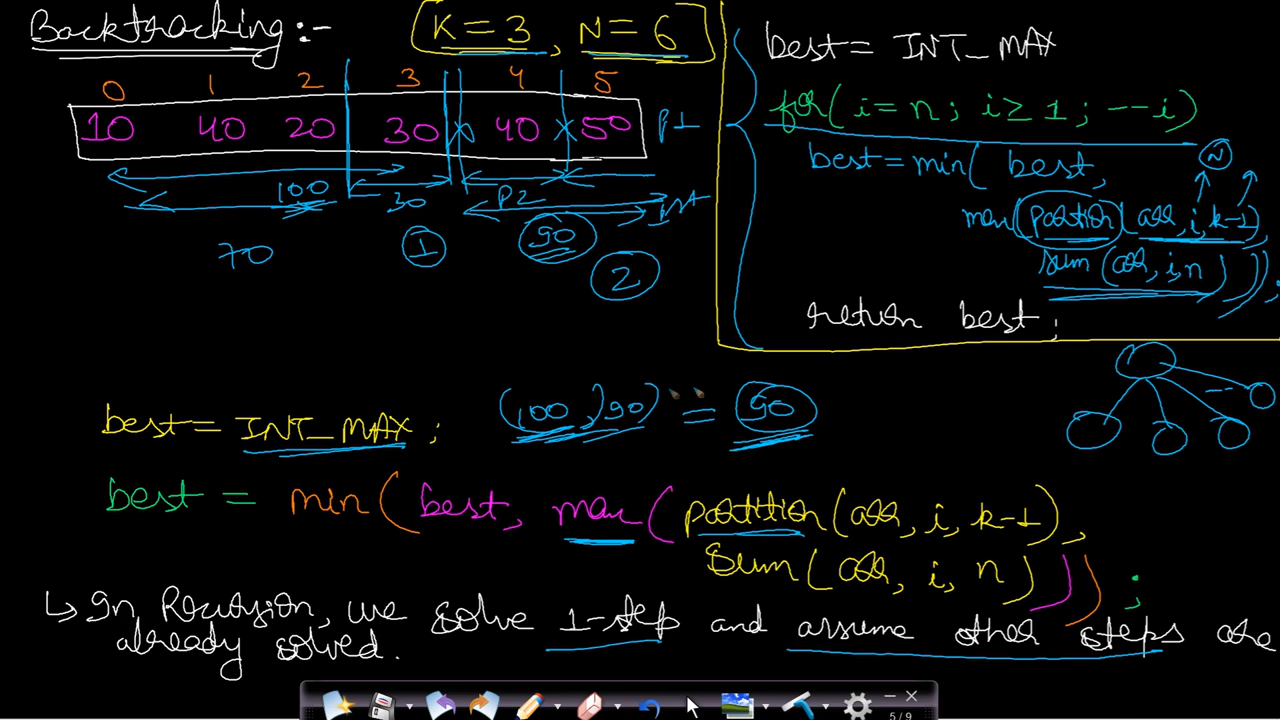 Backtracking :-
K = 3, N = 6
0 1 2 3 4 5
10 40 20 30 40 50 P1
100 30 P2
70 1 90
2
best = INT_MAX
for(i = n; i ≥ 1; --i)
best = min( best,
N
max(partition(arr, i, k-1),
sum(arr, i, n)));
return best;
(100, 90) = 90
best = INT_MAX;
best = min(best, max(partition(arr, i, k-1),
sum(arr, i, n)));
↳ In Recursion, we solve 1-step and assume other steps are
already solved.
5/9